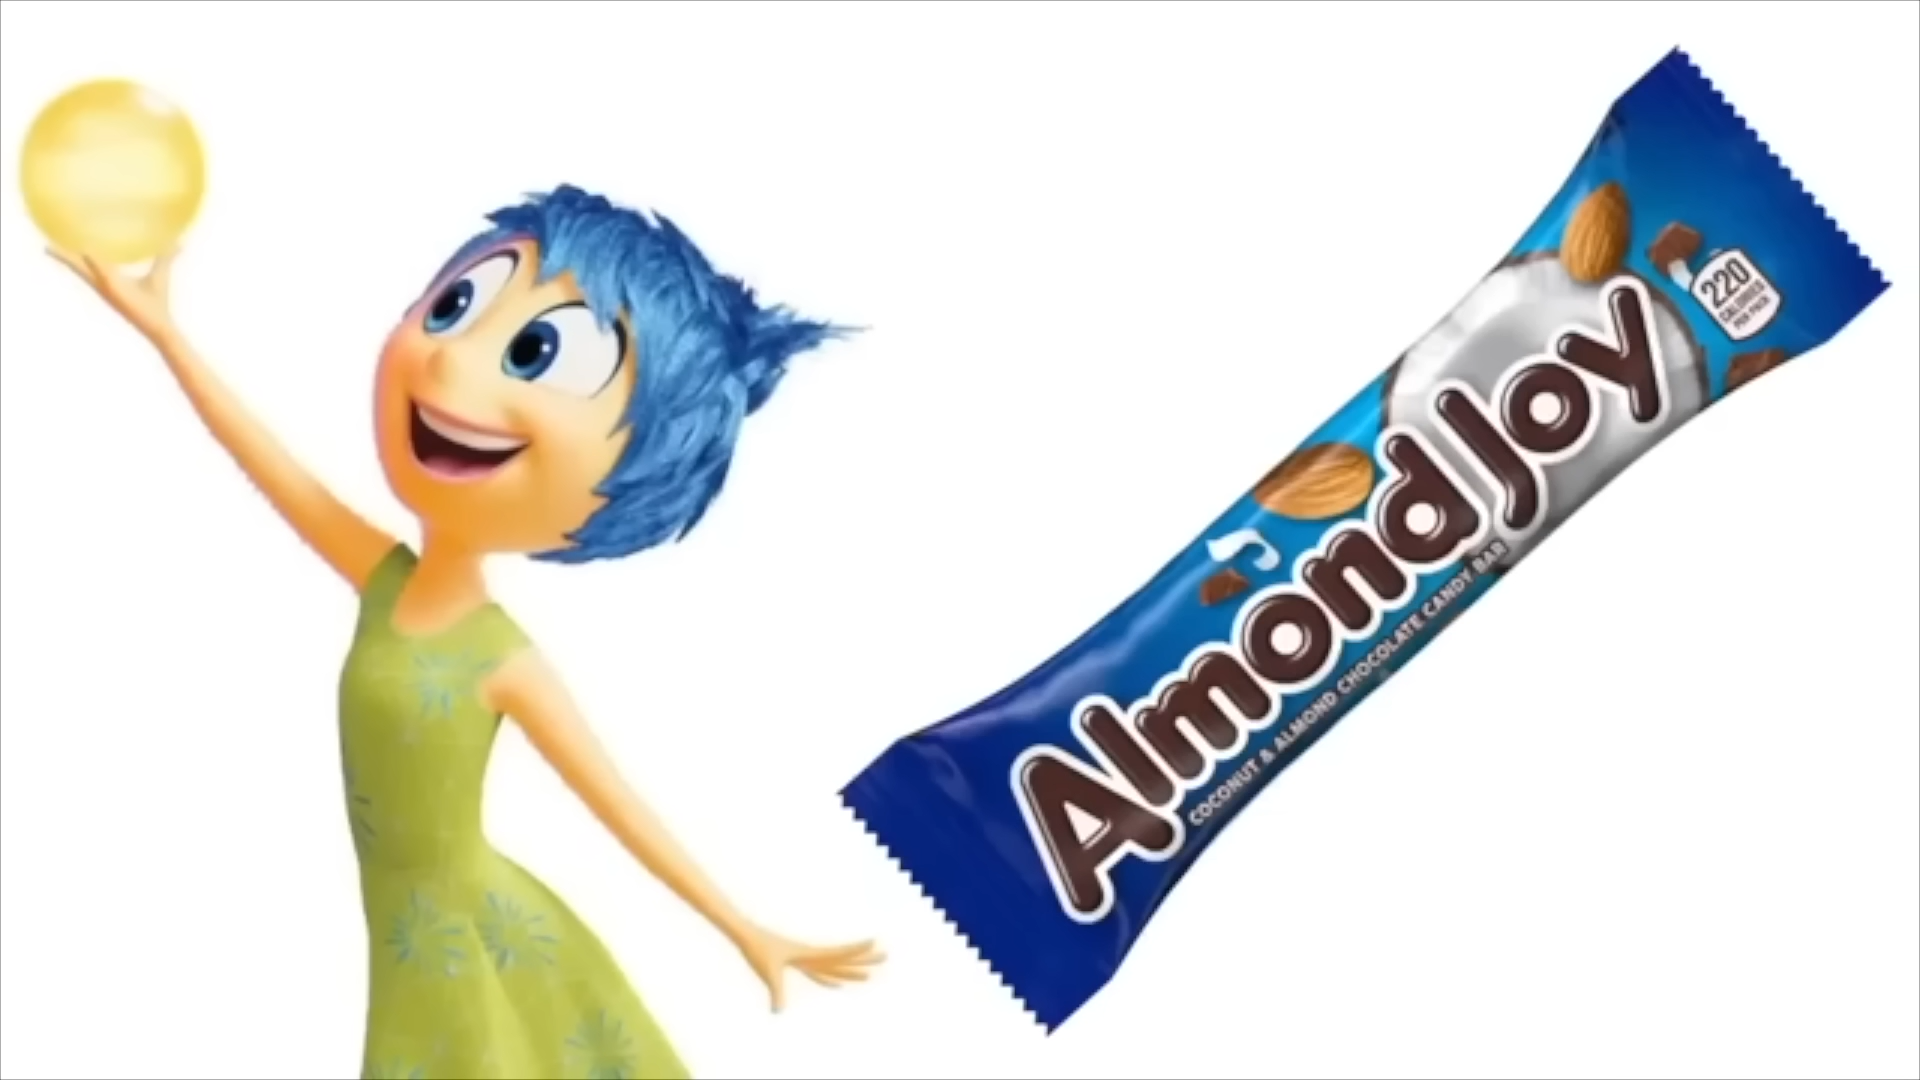 Almond Joy
COCONUT & ALMOND CHOCOLATE CANDY BAR
220
CALORIES
PER PACK